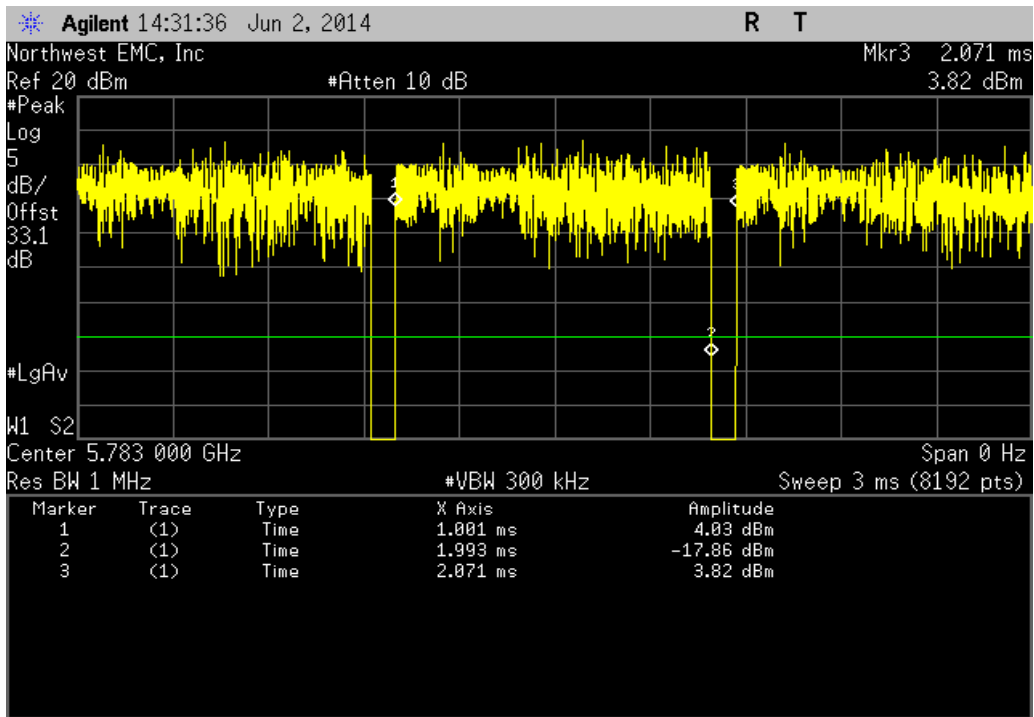 Agilent 14:31:36 Jun 2, 2014 R T
Northwest EMC, Inc Mkr3 2.071 ms
Ref 20 dBm #Atten 10 dB 3.82 dBm
#Peak
Log
5
dB/
Offst
33.1
dB
1
3
2
#LgAv
W1 S2
Center 5.783 000 GHz Span 0 Hz
Res BW 1 MHz #VBW 300 kHz Sweep 3 ms (8192 pts)
Marker Trace Type X Axis Amplitude
1 (1) Time 1.001 ms 4.03 dBm
2 (1) Time 1.993 ms -17.86 dBm
3 (1) Time 2.071 ms 3.82 dBm